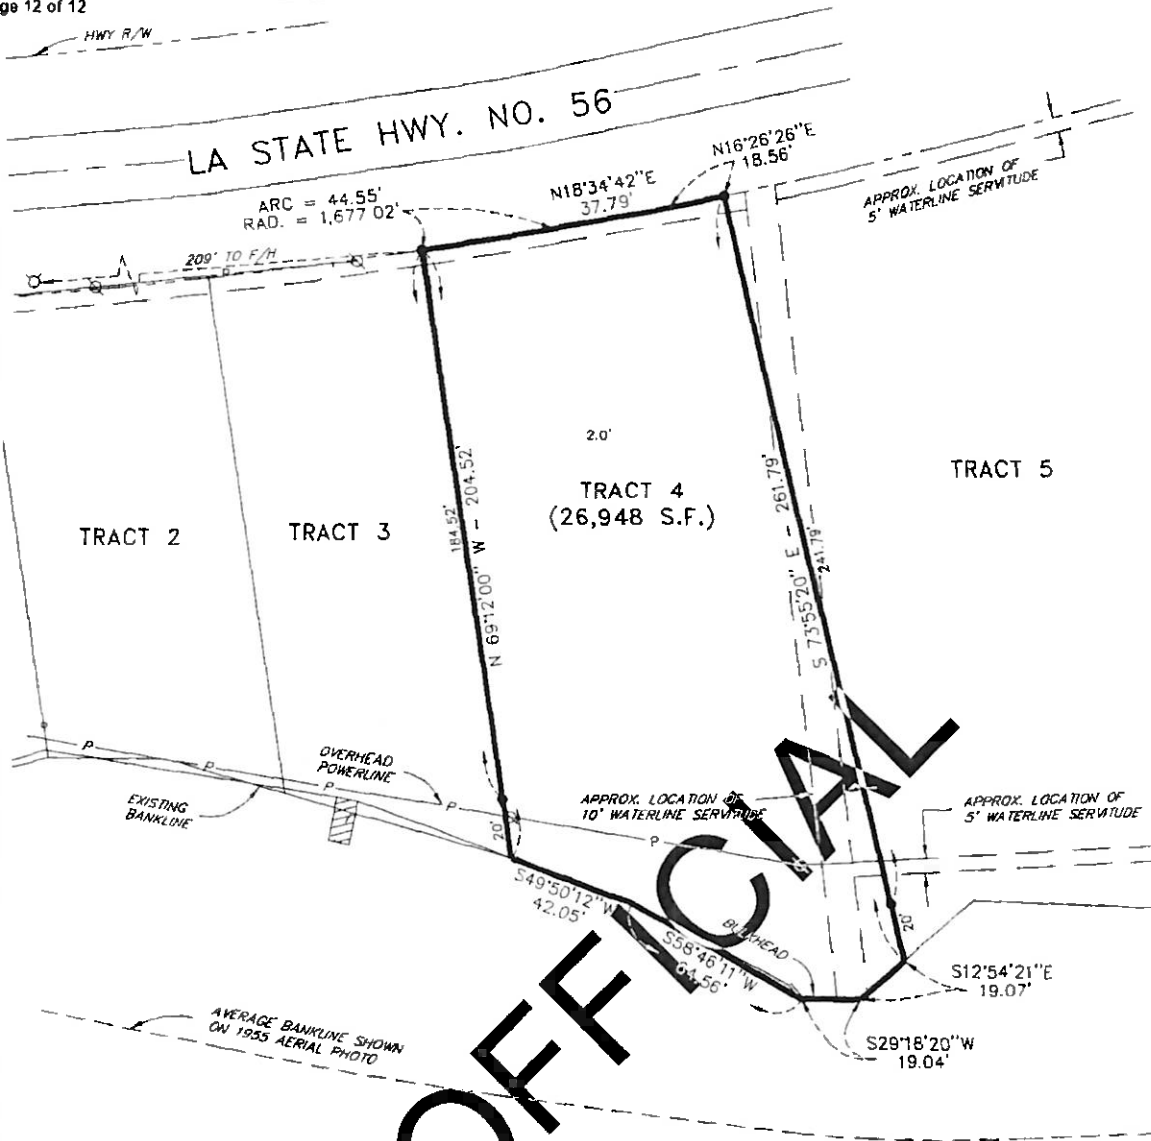 ge 12 of 12
HWY R/W
LA STATE HWY. NO. 56
N16°26'26"E
18.56'
N18°34'42"E
37.79'
ARC = 44.55'
RAD. = 1,677.02'
APPROX. LOCATION OF
5' WATERLINE SERVITUDE
209' TO F/H
P
2.0'
TRACT 4
(26,948 S.F.)
TRACT 5
TRACT 2
TRACT 3
184.52'
N 69°12'00" W - 204.52'
S 73°55'20" E - 261.79'
241.79'
P
P
P
OVERHEAD
POWERLINE
P
EXISTING
BANKLINE
20'
APPROX. LOCATION OF
10' WATERLINE SERVITUDE
P
APPROX. LOCATION OF
5' WATERLINE SERVITUDE
S49°50'12"W
42.05'
BULKHEAD
S58°46'11"W
64.56'
20'
S12°54'21"E
19.07'
S29°18'20"W
19.04'
AVERAGE BANKLINE SHOWN
ON 1955 AERIAL PHOTO
UNOFFICIAL